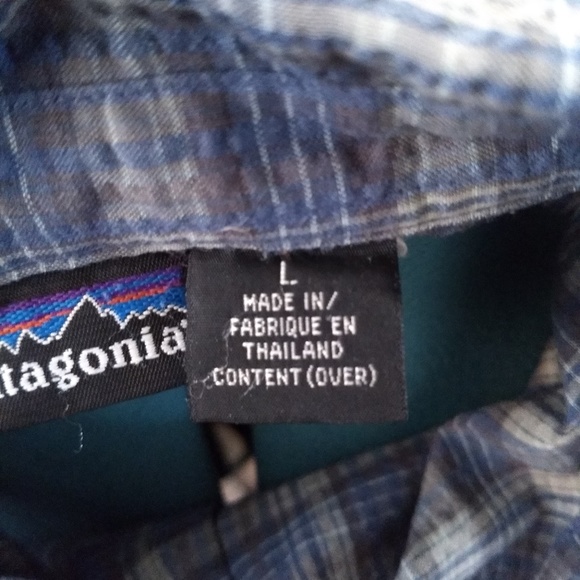 tagonia
L
MADE IN/
FABRIQUE EN
THAILAND
CONTENT (OVER)